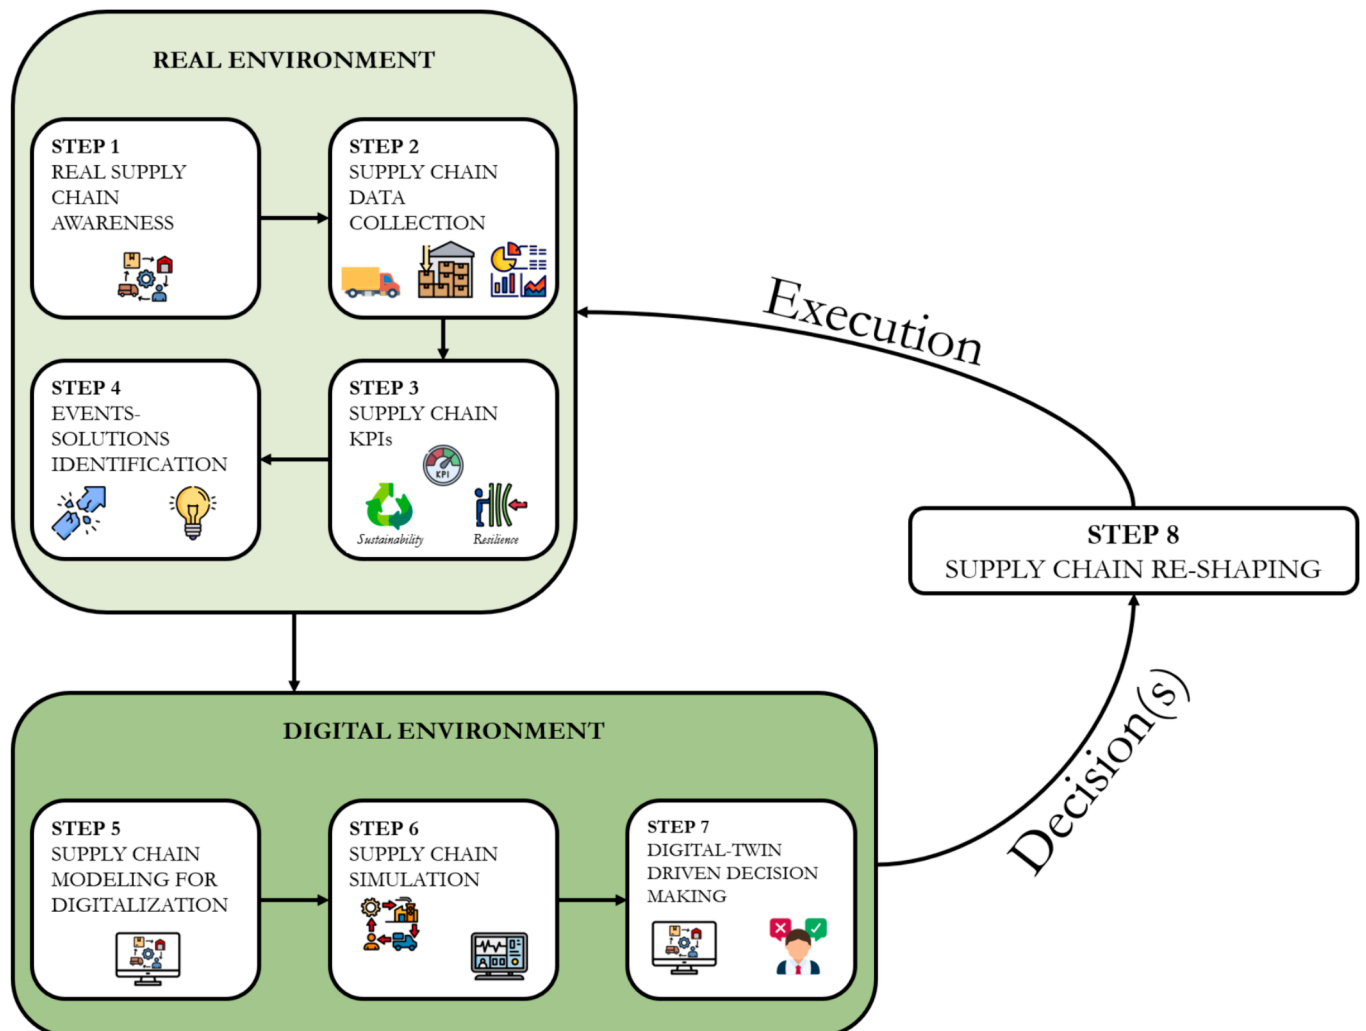 REAL ENVIRONMENT
STEP 1
REAL SUPPLY
CHAIN
AWARENESS
STEP 2
SUPPLY CHAIN
DATA
COLLECTION
STEP 4
EVENTS-
SOLUTIONS
IDENTIFICATION
STEP 3
SUPPLY CHAIN
KPIs
KPI
Sustainability
Resilience
Execution
STEP 8
SUPPLY CHAIN RE-SHAPING
Decision(s)
DIGITAL ENVIRONMENT
STEP 5
SUPPLY CHAIN
MODELING FOR
DIGITALIZATION
STEP 6
SUPPLY CHAIN
SIMULATION
STEP 7
DIGITAL-TWIN
DRIVEN DECISION
MAKING